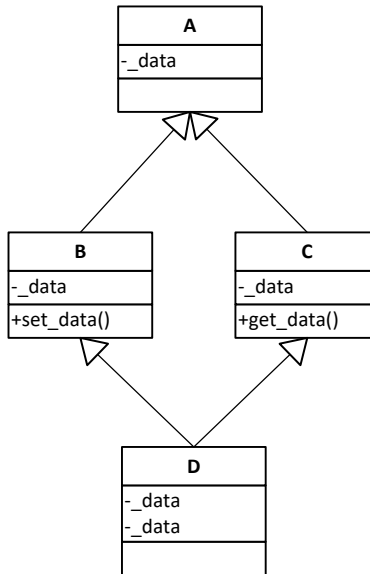 A
-_data
B
-_data
+set_data()
C
-_data
+get_data()
D
-_data
-_data